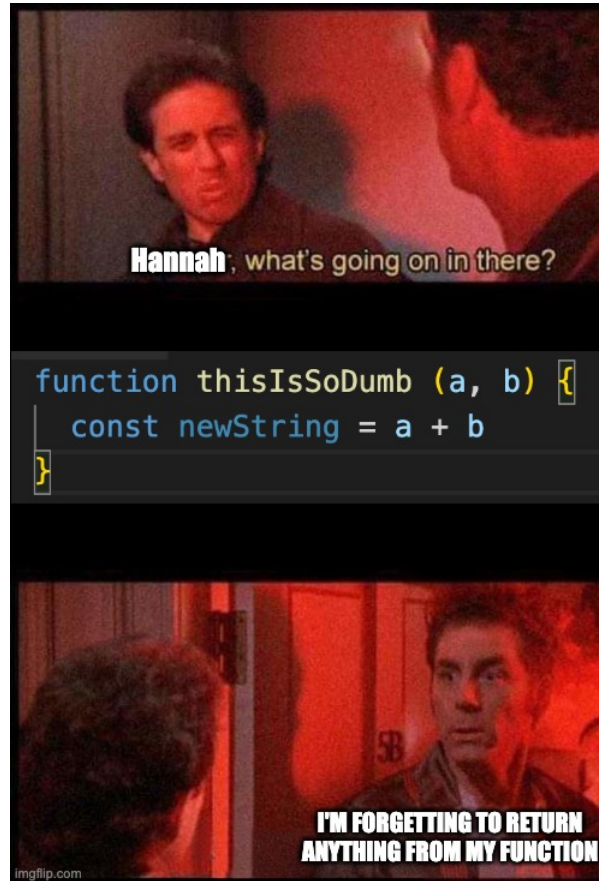 Hannah, what's going on in there?
function thisIsSoDumb (a, b) {
const newString = a + b
}
5B
I'M FORGETTING TO RETURN
ANYTHING FROM MY FUNCTION
imgflip.com